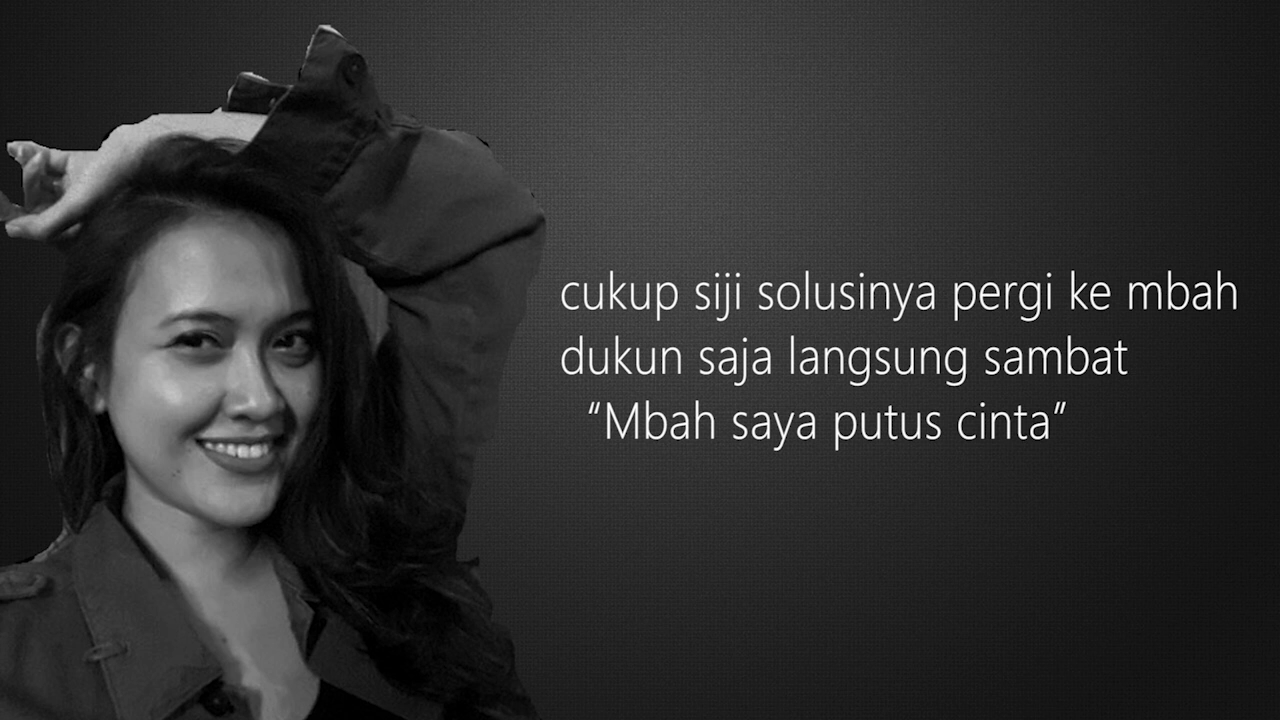 cukup siji solusinya pergi ke mbah
dukun saja langsung sambat
“Mbah saya putus cinta”